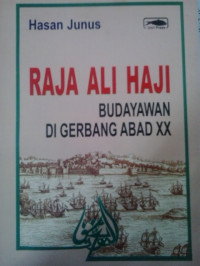 Hasan Junus
RAJA ALI HAJI
BUDAYAWAN
DI GERBANG ABAD XX